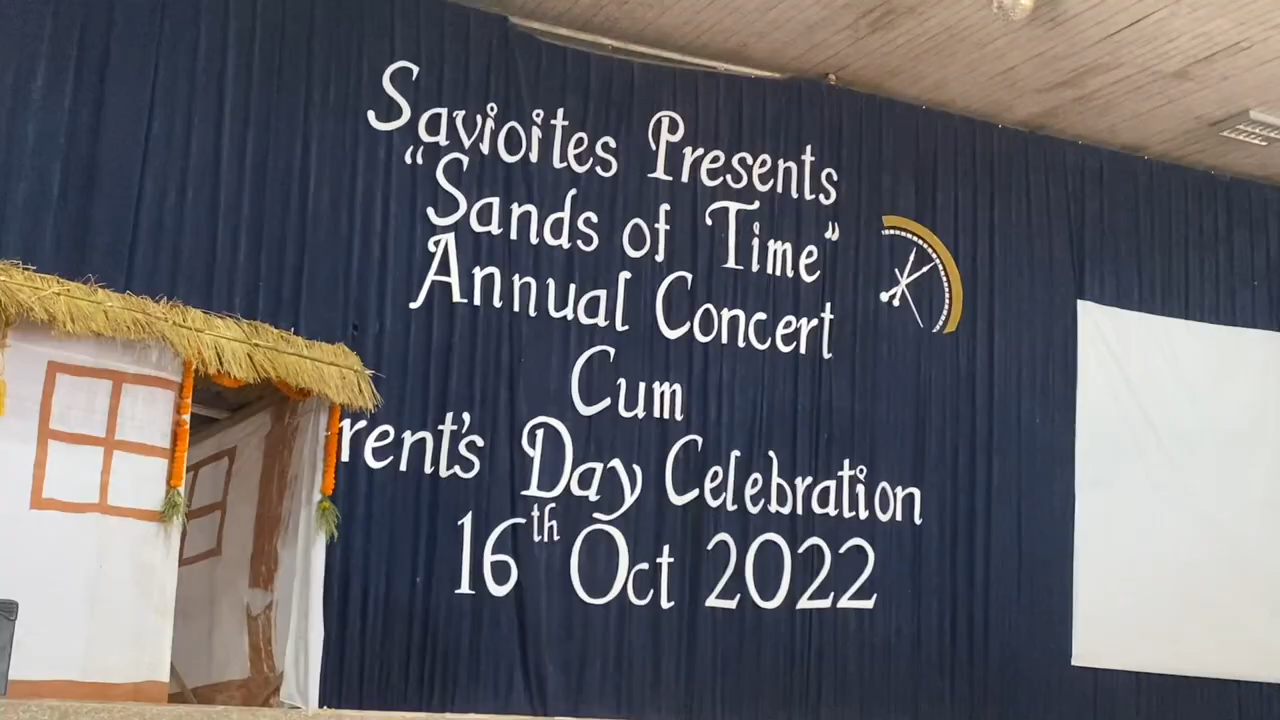 Savioites Presents
“Sands of Time”
Annual Concert
Cum
rent's Day Celebration
16th Oct 2022